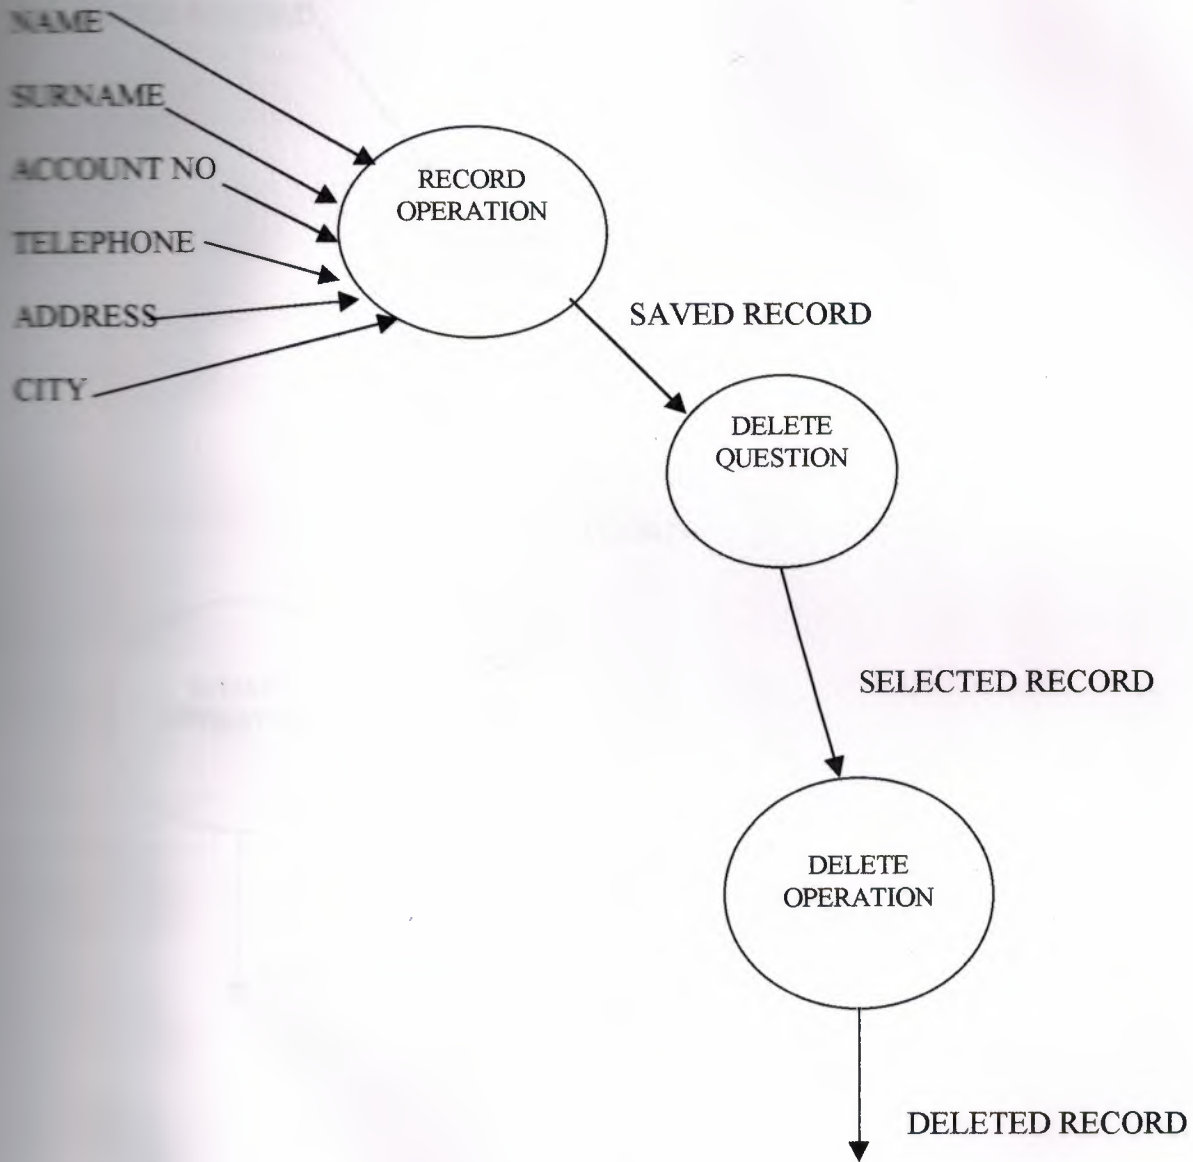 NAME
SURNAME
ACCOUNT NO
TELEPHONE
ADDRESS
CITY
RECORD
OPERATION
SAVED RECORD
DELETE
QUESTION
SELECTED RECORD
DELETE
OPERATION
DELETED RECORD